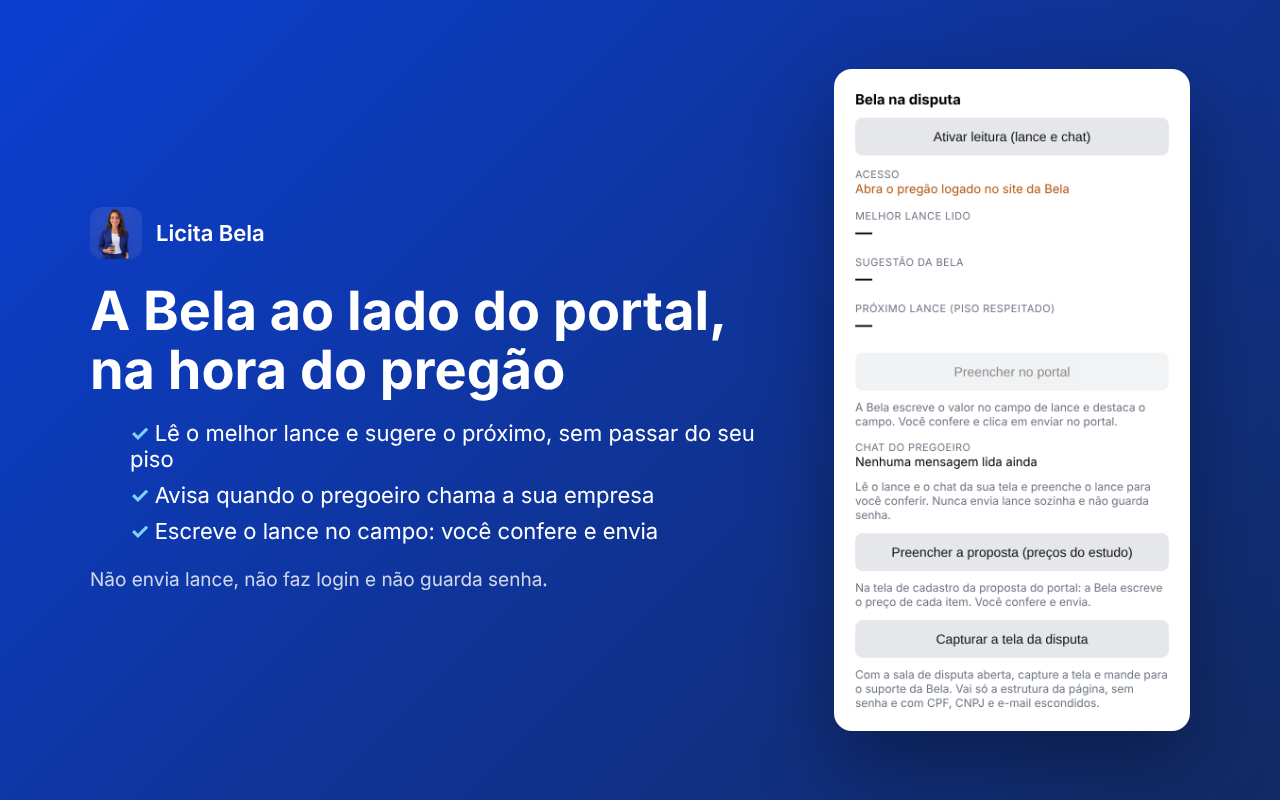 Licita Bela
A Bela ao lado do portal,
na hora do pregão
✓ Lê o melhor lance e sugere o próximo, sem passar do seu
piso
✓ Avisa quando o pregoeiro chama a sua empresa
✓ Escreve o lance no campo: você confere e envia
Não envia lance, não faz login e não guarda senha.
Bela na disputa
Ativar leitura (lance e chat)
ACESSO
Abra o pregão logado no site da Bela
MELHOR LANCE LIDO
—
SUGESTÃO DA BELA
—
PRÓXIMO LANCE (PISO RESPEITADO)
—
Preencher no portal
A Bela escreve o valor no campo de lance e destaca o
campo. Você confere e clica em enviar no portal.
CHAT DO PREGOEIRO
Nenhuma mensagem lida ainda
Lê o lance e o chat da sua tela e preenche o lance para
você conferir. Nunca envia lance sozinha e não guarda
senha.
Preencher a proposta (preços do estudo)
Na tela de cadastro da proposta do portal: a Bela escreve
o preço de cada item. Você confere e envia.
Capturar a tela da disputa
Com a sala de disputa aberta, capture a tela e mande para
o suporte da Bela. Vai só a estrutura da página, sem
senha e com CPF, CNPJ e e-mail escondidos.